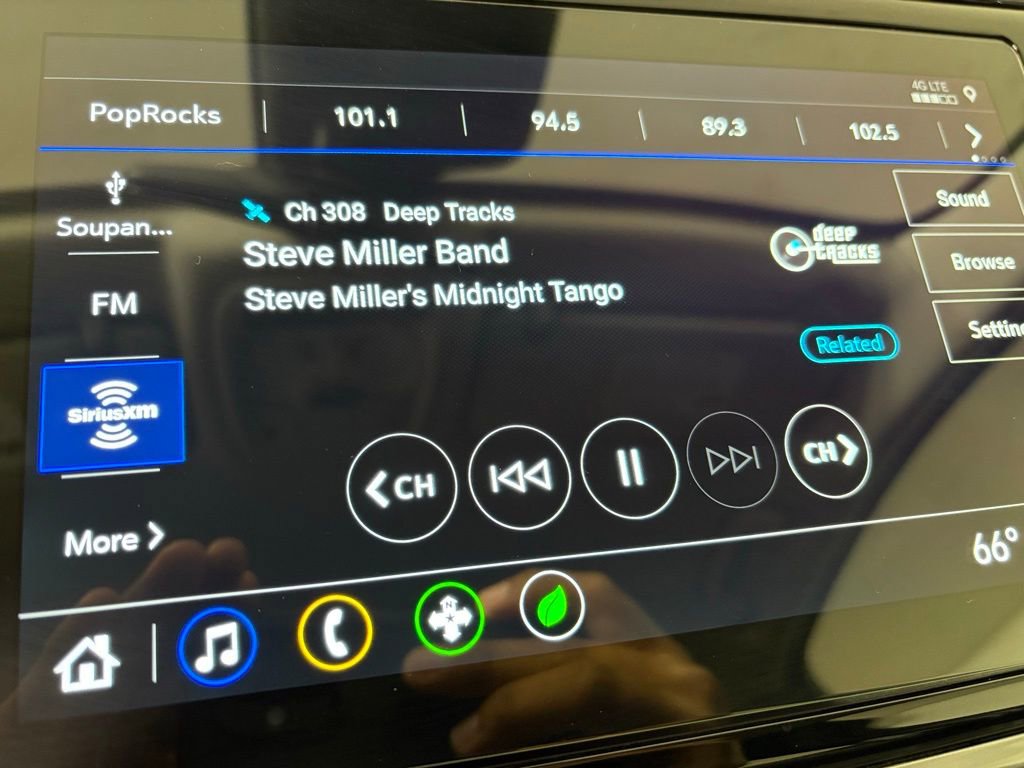 4G LTE
PopRocks 101.1 94.5 89.3 102.5
Soupan...
Ch 308 Deep Tracks
Steve Miller Band
deep tracks
Steve Miller's Midnight Tango
Sound
Browse
Settin
FM
Related
SiriusXM
CH
CH
More
66°
N